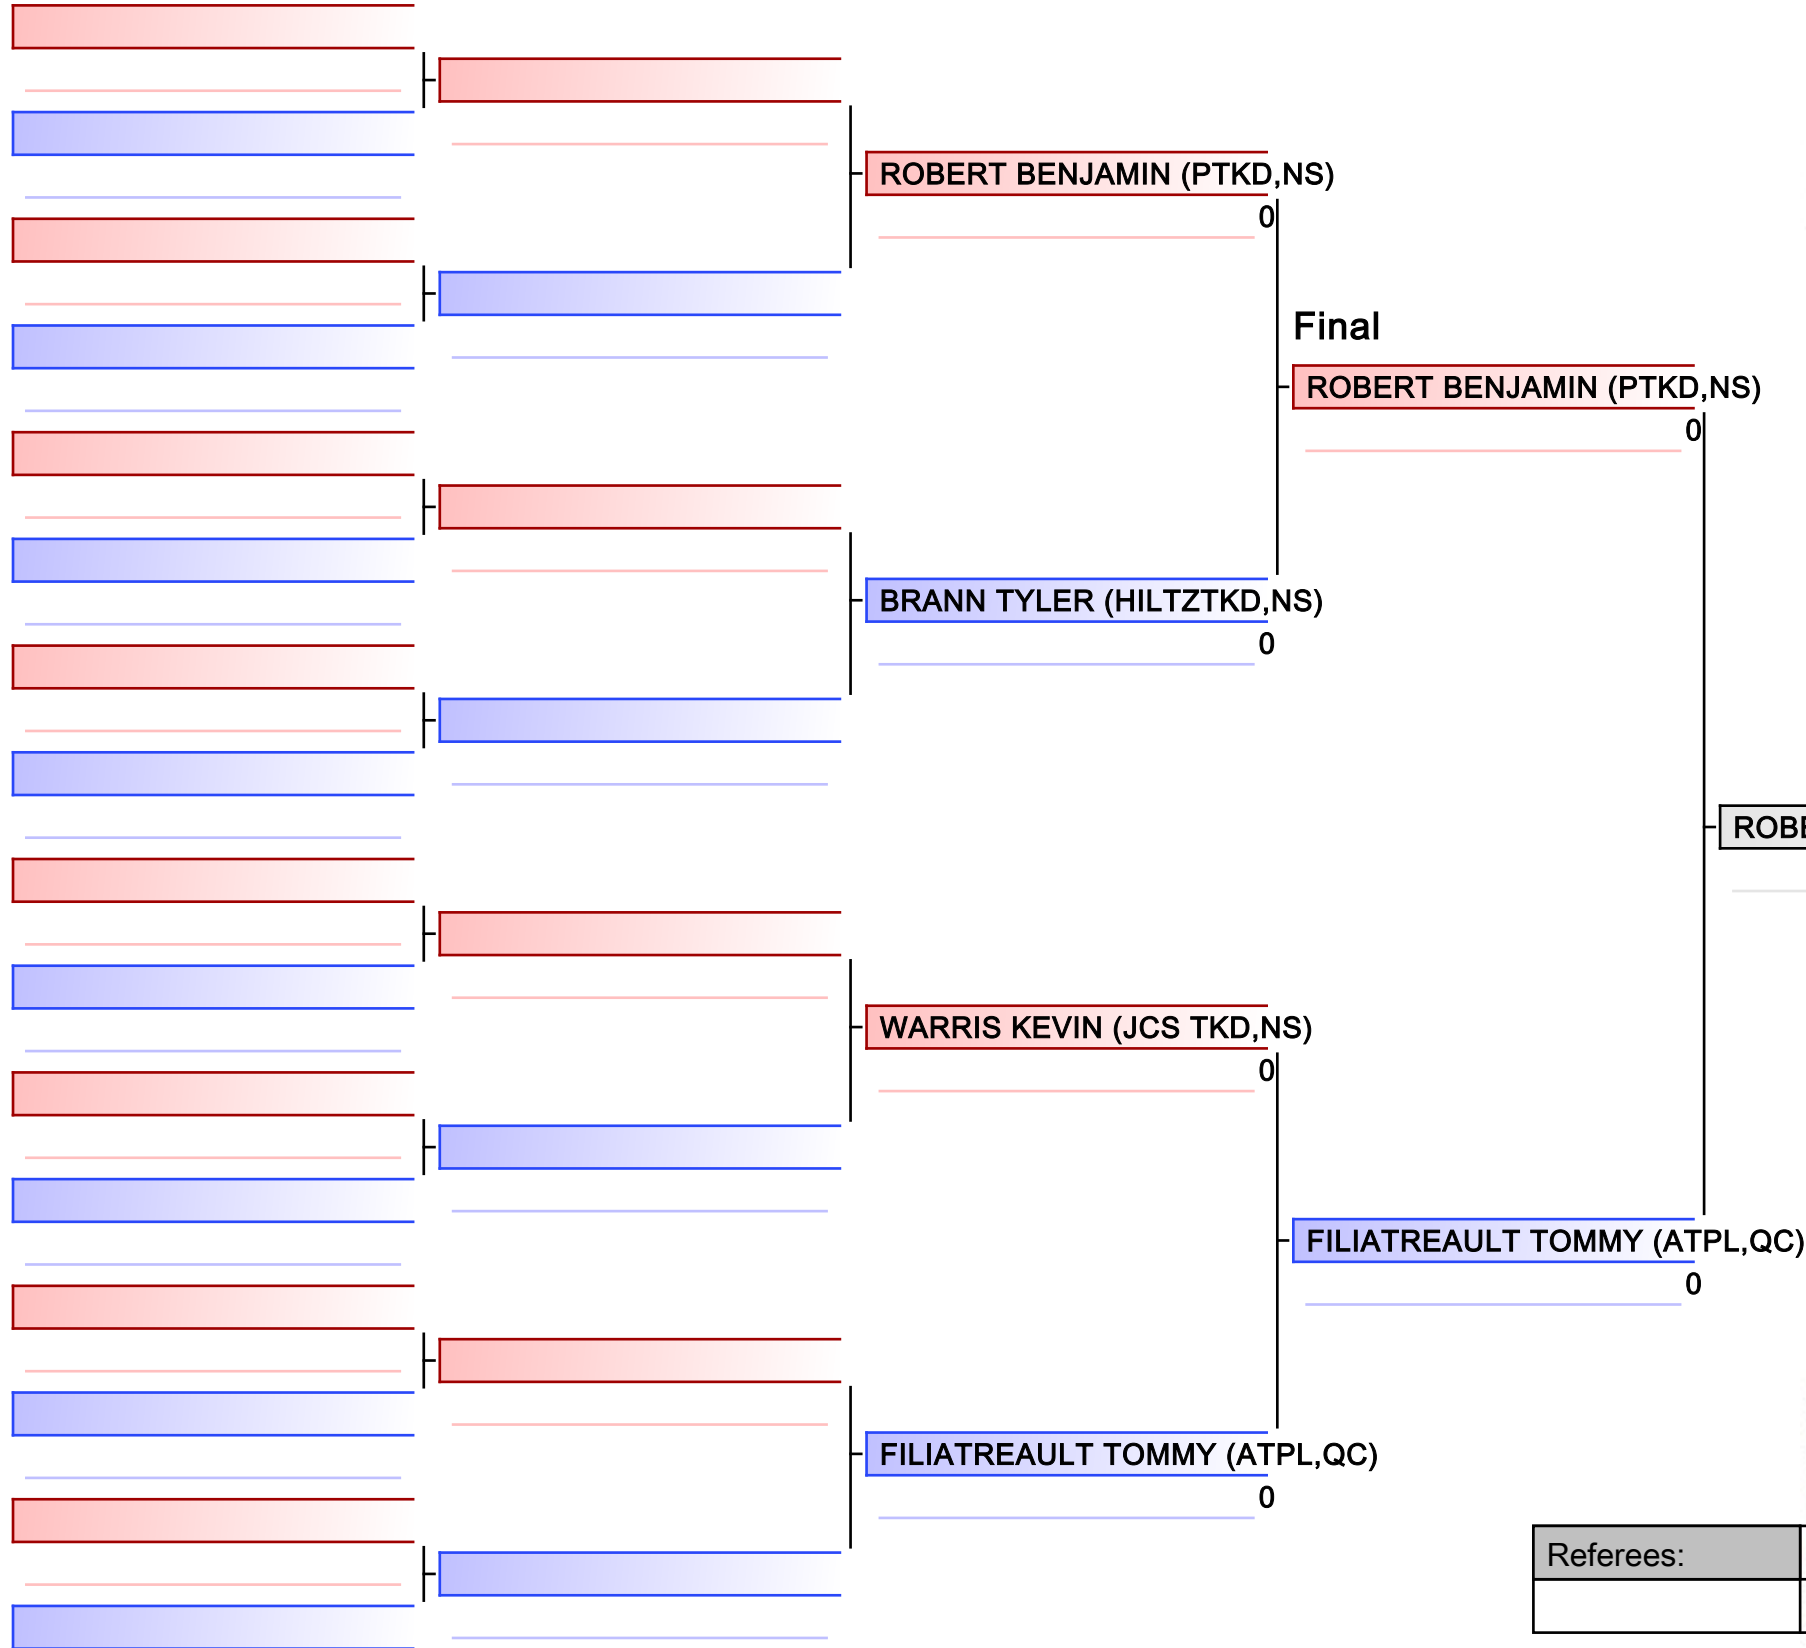 ROBERT BENJAMIN (PTKD,NS)
0
Final
ROBERT BENJAMIN (PTKD,NS)
0
BRANN TYLER (HILTZTKD,NS)
0
WARRIS KEVIN (JCS TKD,NS)
0
FILIATREAULT TOMMY (ATPL,QC)
0
FILIATREAULT TOMMY (ATPL,QC)
0
Referees: